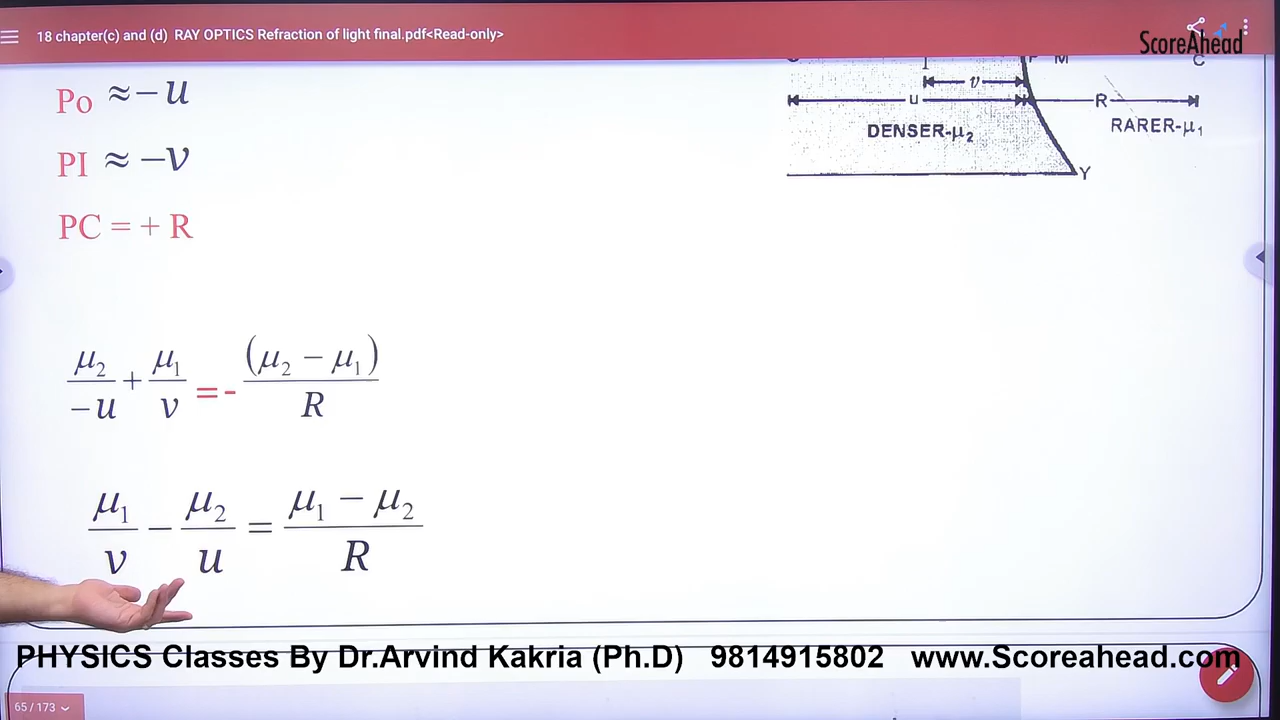 18 chapter(c) and (d) RAY OPTICS Refraction of light final.pdf<Read-only>
ScoreAhead
Po ≈ −u
PI ≈ −v
PC = + R
M
C
I
v
u
R
DENSER-μ₂
RARER-μ₁
Y
μ₂/−u + μ₁/v = - (μ₂ − μ₁)/R
μ₁/v − μ₂/u = (μ₁ − μ₂)/R
PHYSICS Classes By Dr.Arvind Kakria (Ph.D) 9814915802 www.Scoreahead.com
65 / 173